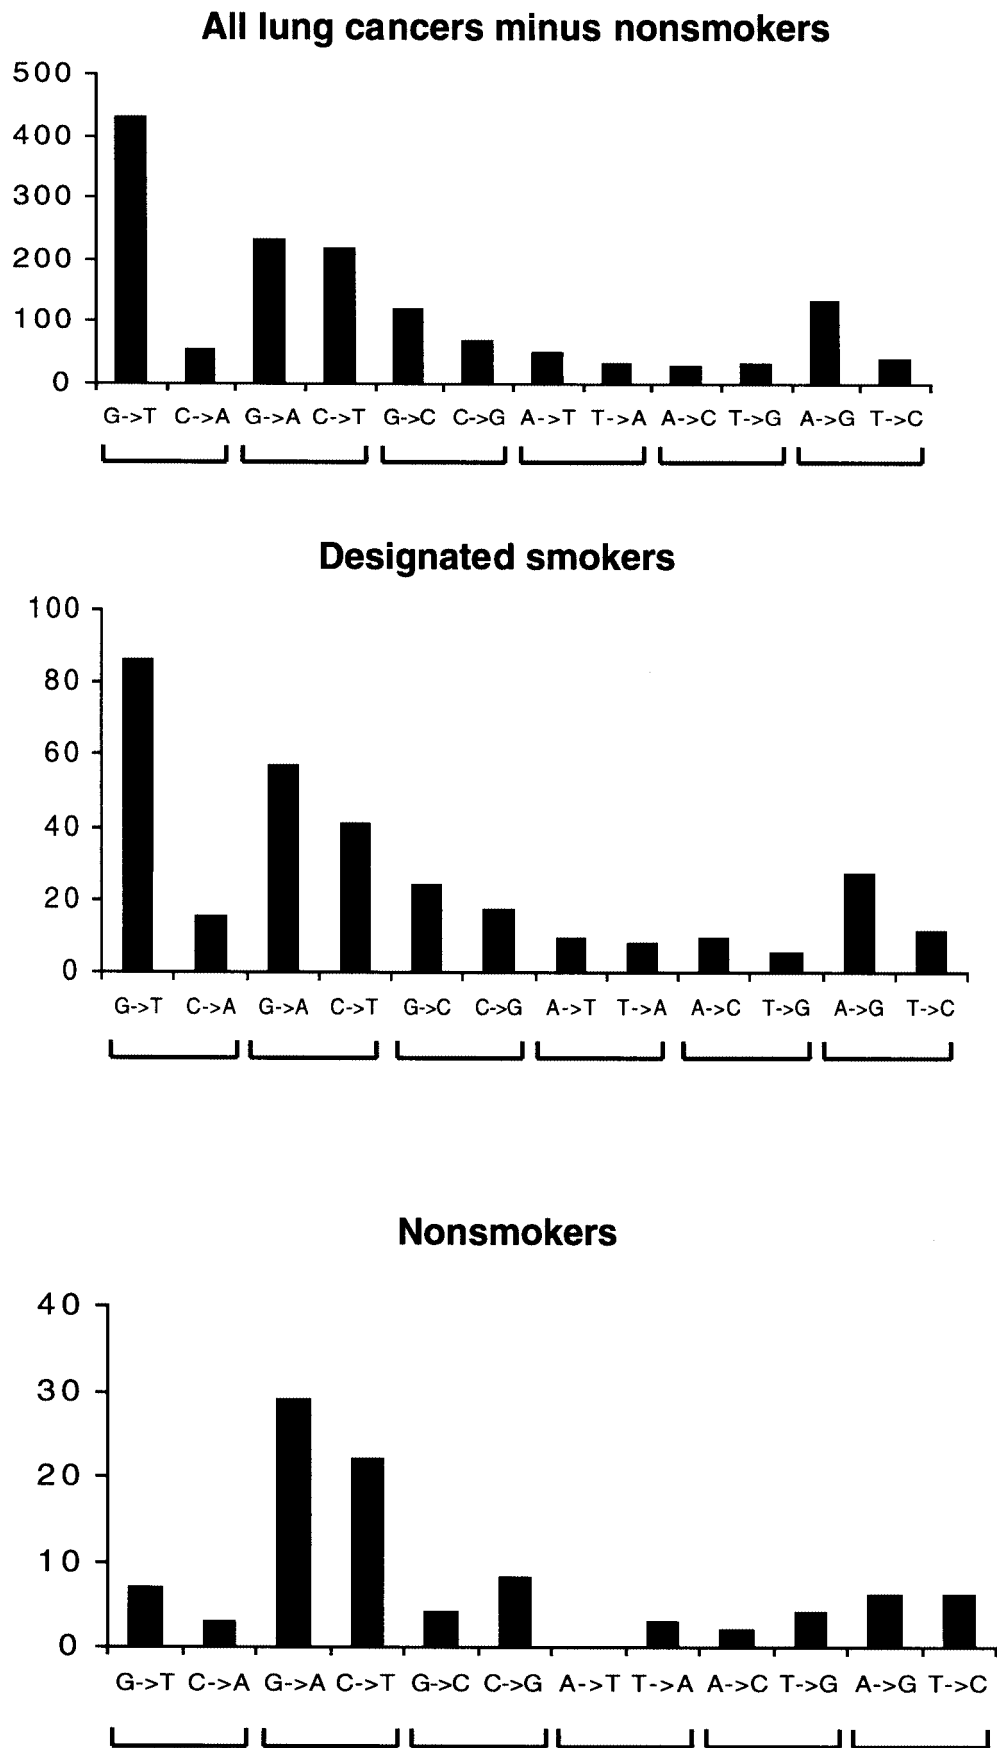 All lung cancers minus nonsmokers
500
400
300
200
100
0
G->T C->A G->A C->T G->C C->G A->T T->A A->C T->G A->G T->C
Designated smokers
100
80
60
40
20
0
G->T C->A G->A C->T G->C C->G A->T T->A A->C T->G A->G T->C
Nonsmokers
40
30
20
10
0
G->T C->A G->A C->T G->C C->G A->T T->A A->C T->G A->G T->C